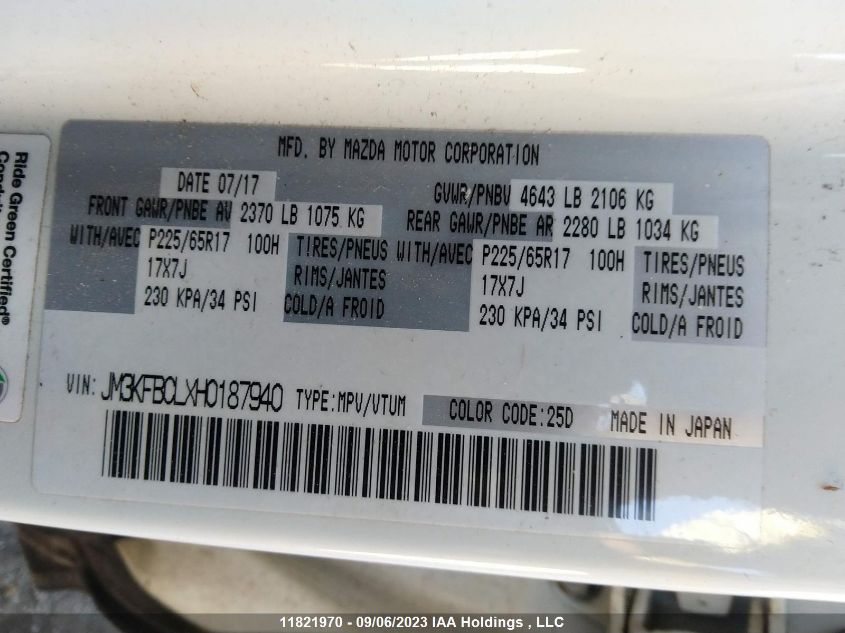 MFD. BY MAZDA MOTOR CORPORATION
DATE 07/17
GVWR/PNBV 4643 LB 2106 KG
FRONT GAWR/PNBE AV 2370 LB 1075 KG
REAR GAWR/PNBE AR 2280 LB 1034 KG
WITH/AVEC P225/65R17 100H TIRES/PNEUS
17X7J RIMS/JANTES
230 KPA/34 PSI COLD/A FROID
WITH/AVEC P225/65R17 100H TIRES/PNEUS
17X7J RIMS/JANTES
230 KPA/34 PSI COLD/A FROID
VIN: JM3KFBCLXH0187940 TYPE:MPV/VTUM COLOR CODE:25D MADE IN JAPAN
Ride Green Certified®
11821970 - 09/06/2023 IAA Holdings , LLC